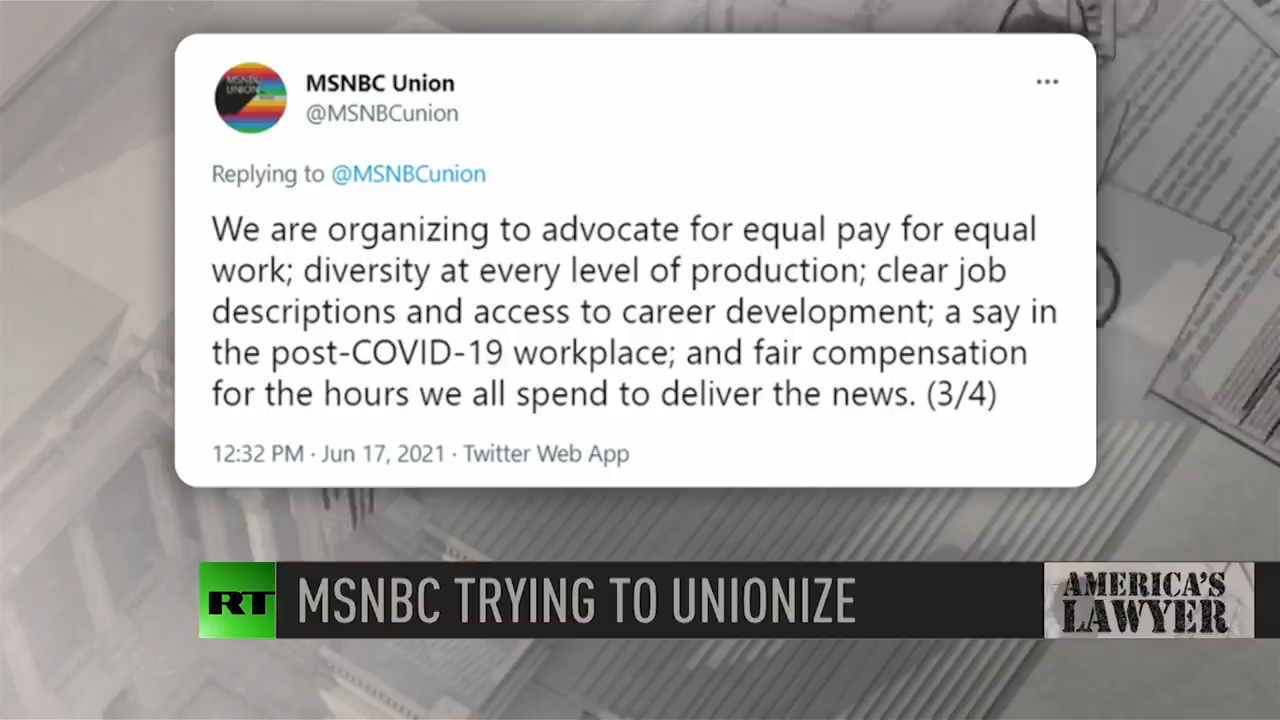 MSNBC
UNION
MSNBC Union
@MSNBCunion
Replying to @MSNBCunion
We are organizing to advocate for equal pay for equal
work; diversity at every level of production; clear job
descriptions and access to career development; a say in
the post-COVID-19 workplace; and fair compensation
for the hours we all spend to deliver the news. (3/4)
12:32 PM · Jun 17, 2021 · Twitter Web App
RT MSNBC TRYING TO UNIONIZE
AMERICA'S
LAWYER